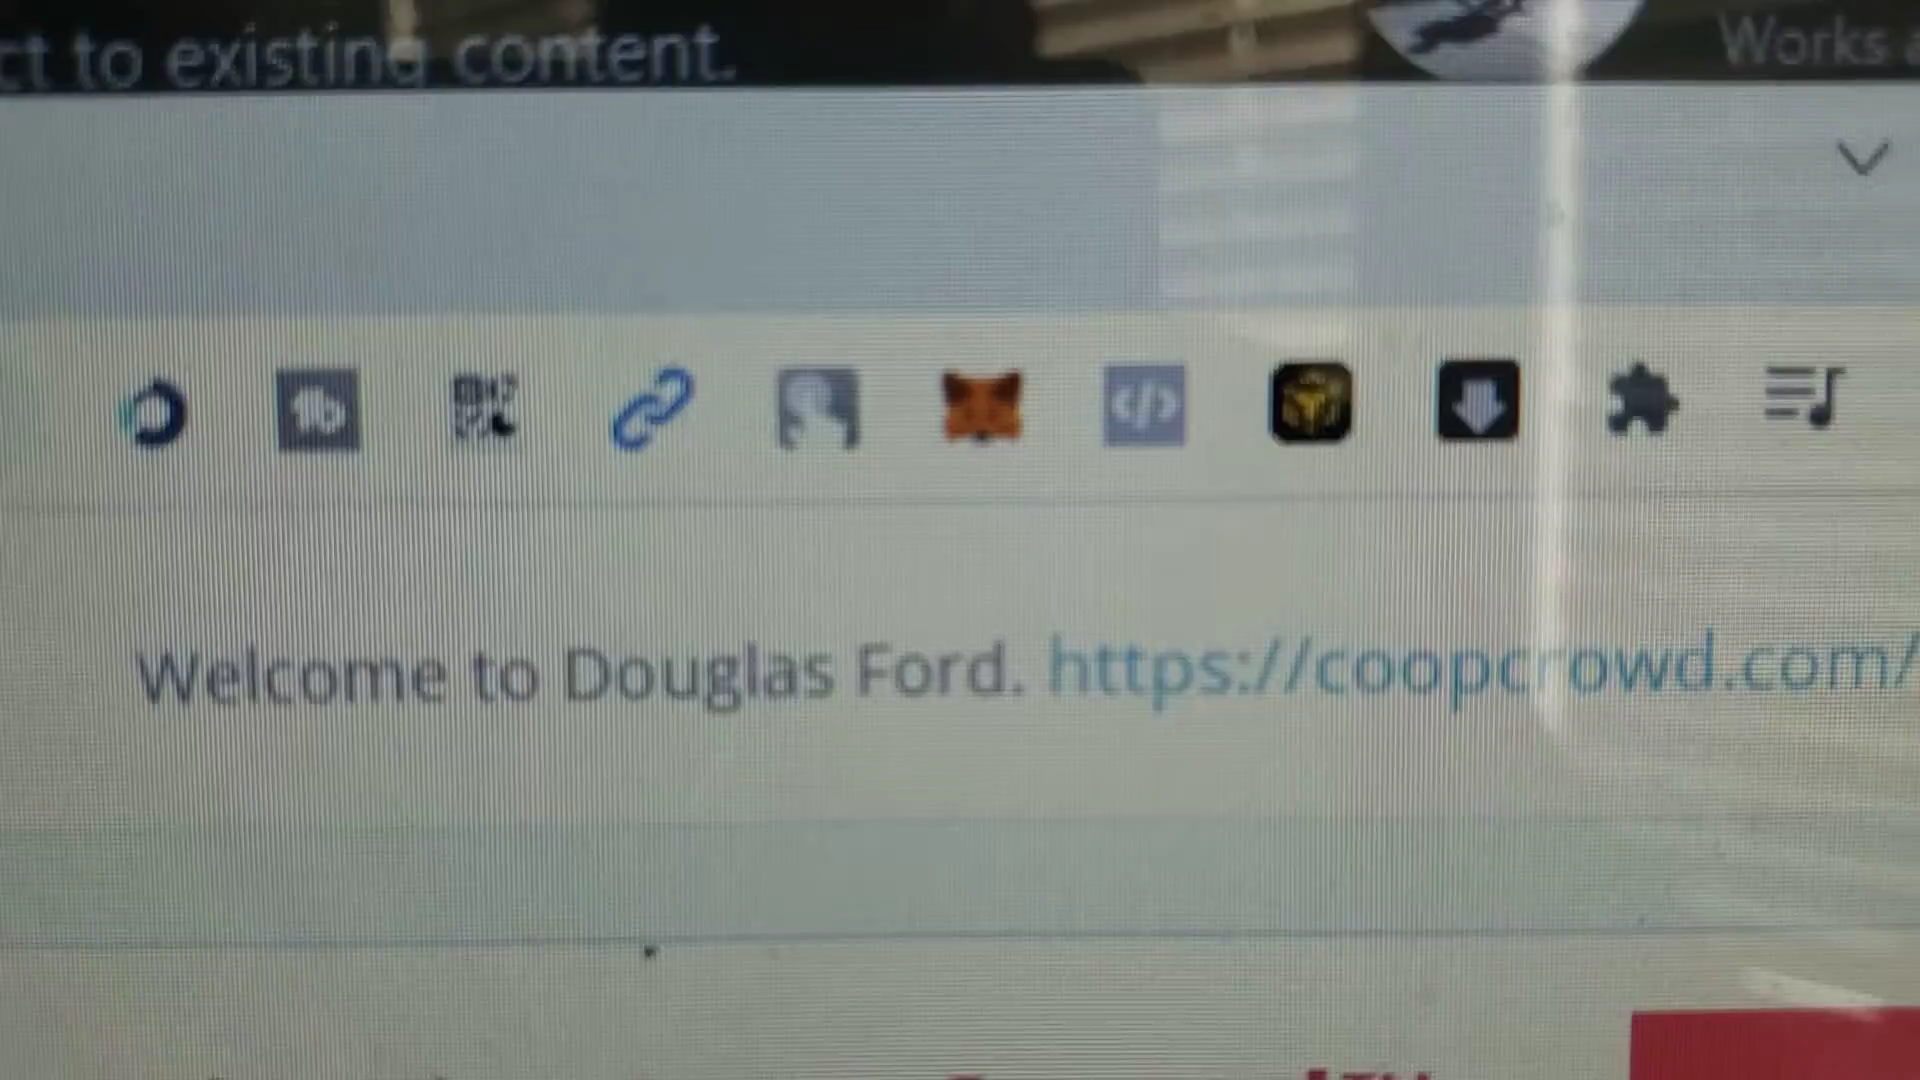 ct to existing content.
Works
Welcome to Douglas Ford. https://coopcrowd.com/